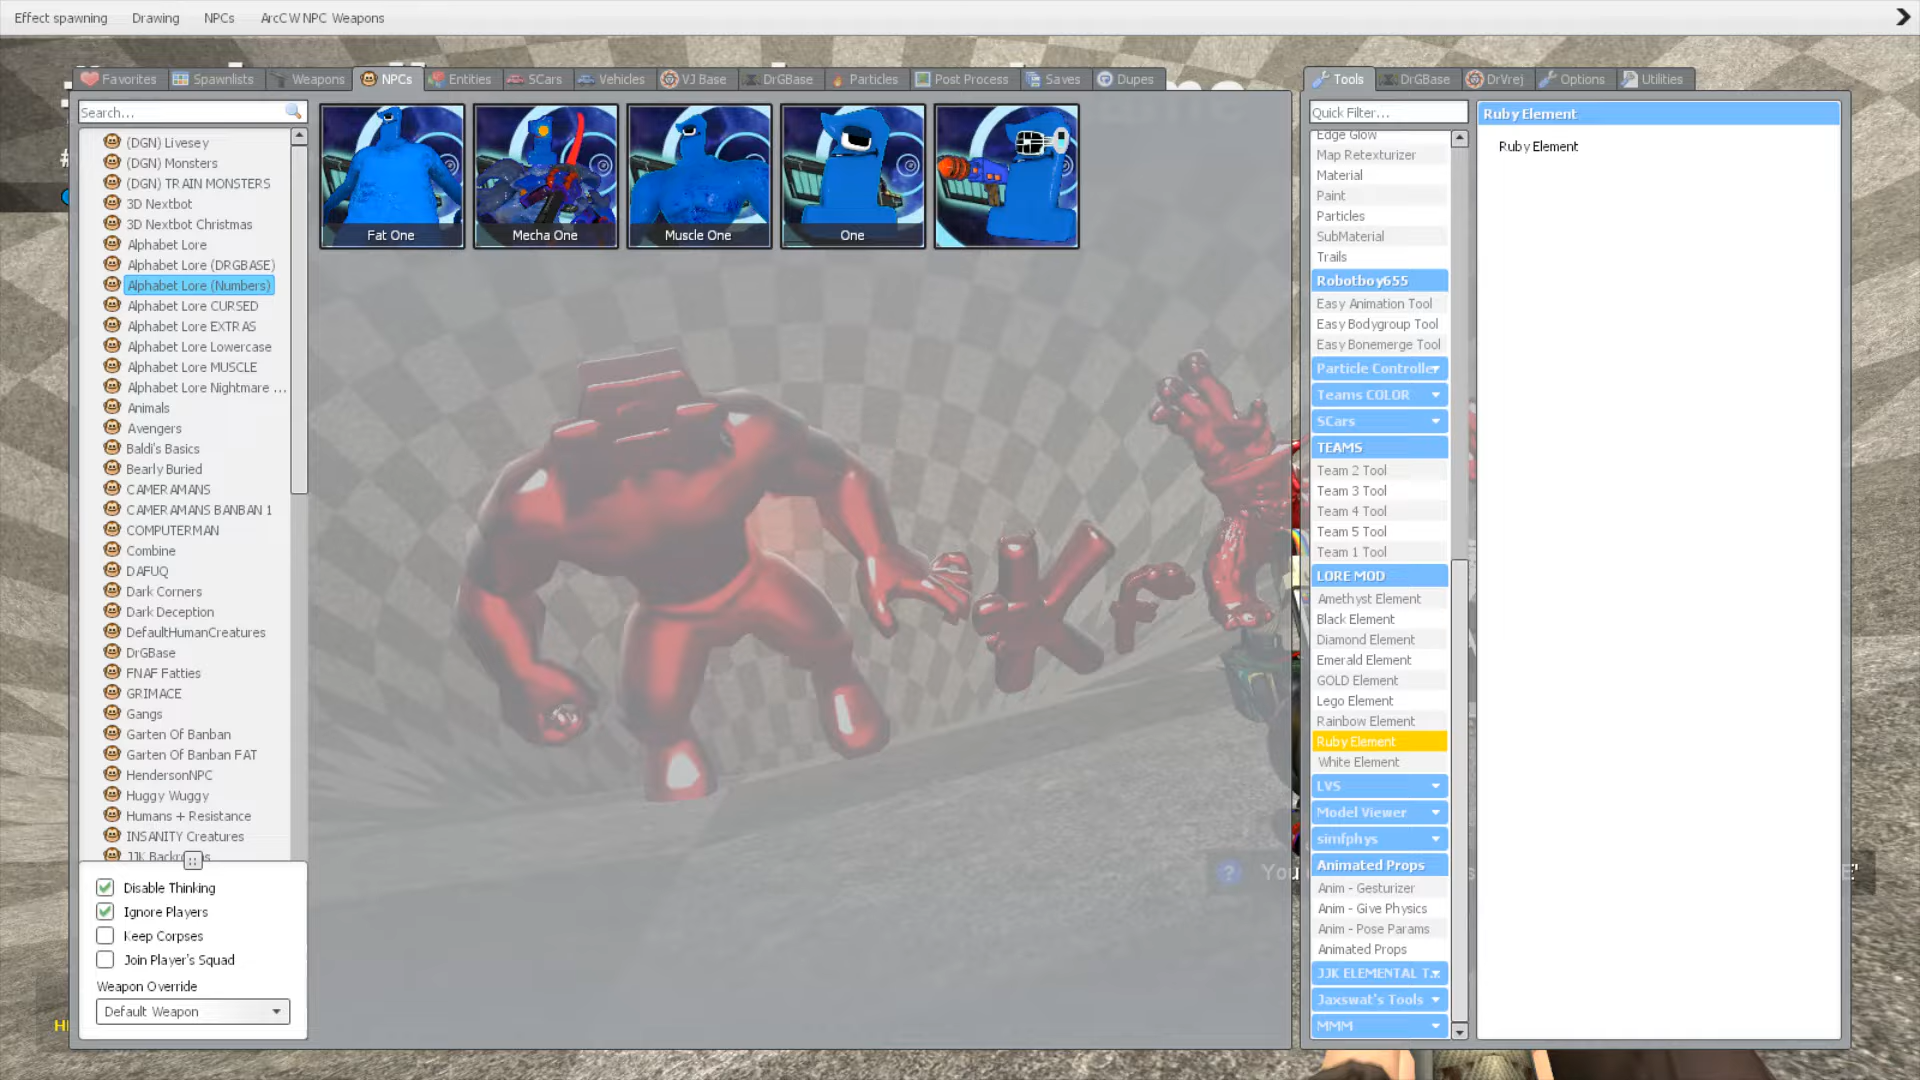 Effect spawning Drawing NPCs ArcCW NPC Weapons
Favorites Spawnlists Weapons NPCs Entities SCars Vehicles VJ Base DrGBase Particles Post Process Saves Dupes
Search...
(DGN) Livesey
(DGN) Monsters
(DGN) TRAIN MONSTERS
3D Nextbot
3D Nextbot Christmas
Alphabet Lore
Alphabet Lore (DRGBASE)
Alphabet Lore (Numbers)
Alphabet Lore CURSED
Alphabet Lore EXTRAS
Alphabet Lore Lowercase
Alphabet Lore MUSCLE
Alphabet Lore Nightmare ...
Animals
Avengers
Baldi's Basics
Bearly Buried
CAMERAMANS
CAMERAMANS BANBAN 1
COMPUTERMAN
Combine
DAFUQ
Dark Corners
Dark Deception
DefaultHumanCreatures
DrGBase
FNAF Fatties
GRIMACE
Gangs
Garten Of Banban
Garten Of Banban FAT
HendersonNPC
Huggy Wuggy
Humans + Resistance
INSANITY Creatures
Disable Thinking
Ignore Players
Keep Corpses
Join Player's Squad
Weapon Override
Default Weapon
Fat One
Mecha One
Muscle One
One
You
Tools DrGBase DrVrej Options Utilities
Quick Filter...
Edge Glow
Map Retexturizer
Material
Paint
Particles
SubMaterial
Trails
Robotboy655
Easy Animation Tool
Easy Bodygroup Tool
Easy Bonemerge Tool
Particle Controlle
Teams COLOR
SCars
TEAMS
Team 2 Tool
Team 3 Tool
Team 4 Tool
Team 5 Tool
Team 1 Tool
LORE MOD
Amethyst Element
Black Element
Diamond Element
Emerald Element
GOLD Element
Lego Element
Rainbow Element
Ruby Element
White Element
LVS
Model Viewer
simfphys
Animated Props
Anim - Gesturizer
Anim - Give Physics
Anim - Pose Params
Animated Props
JJK ELEMENTAL T...
Jaxswat's Tools
MMM
Ruby Element
Ruby Element